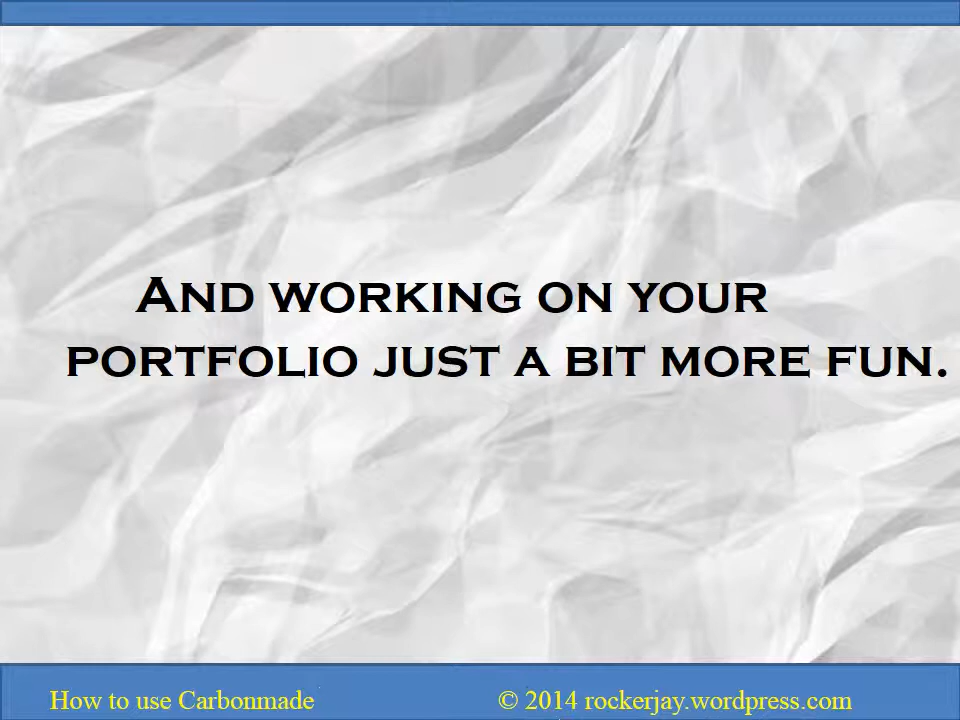 And working on your
portfolio just a bit more fun.
How to use Carbonmade
© 2014 rockerjay.wordpress.com